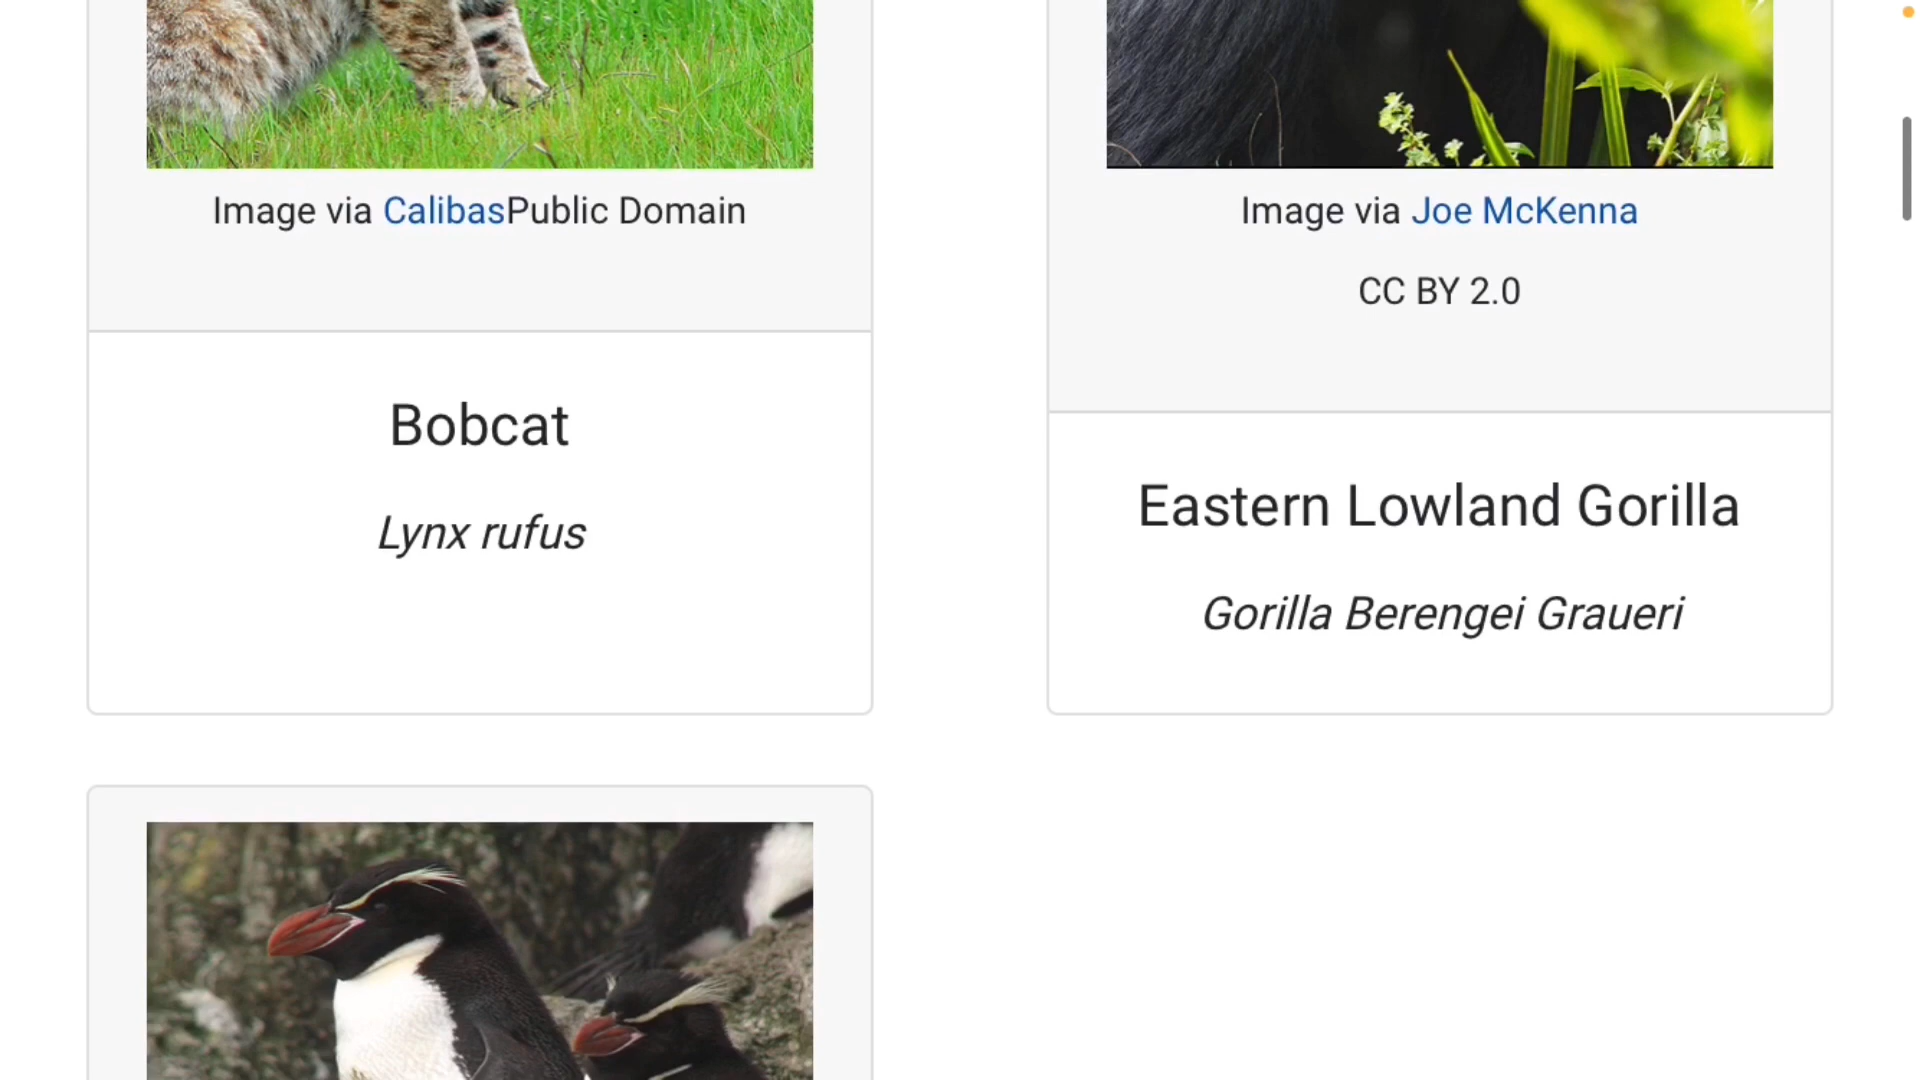 Image via CalibasPublic Domain
Bobcat
Lynx rufus
Image via Joe McKenna
CC BY 2.0
Eastern Lowland Gorilla
Gorilla Berengei Graueri